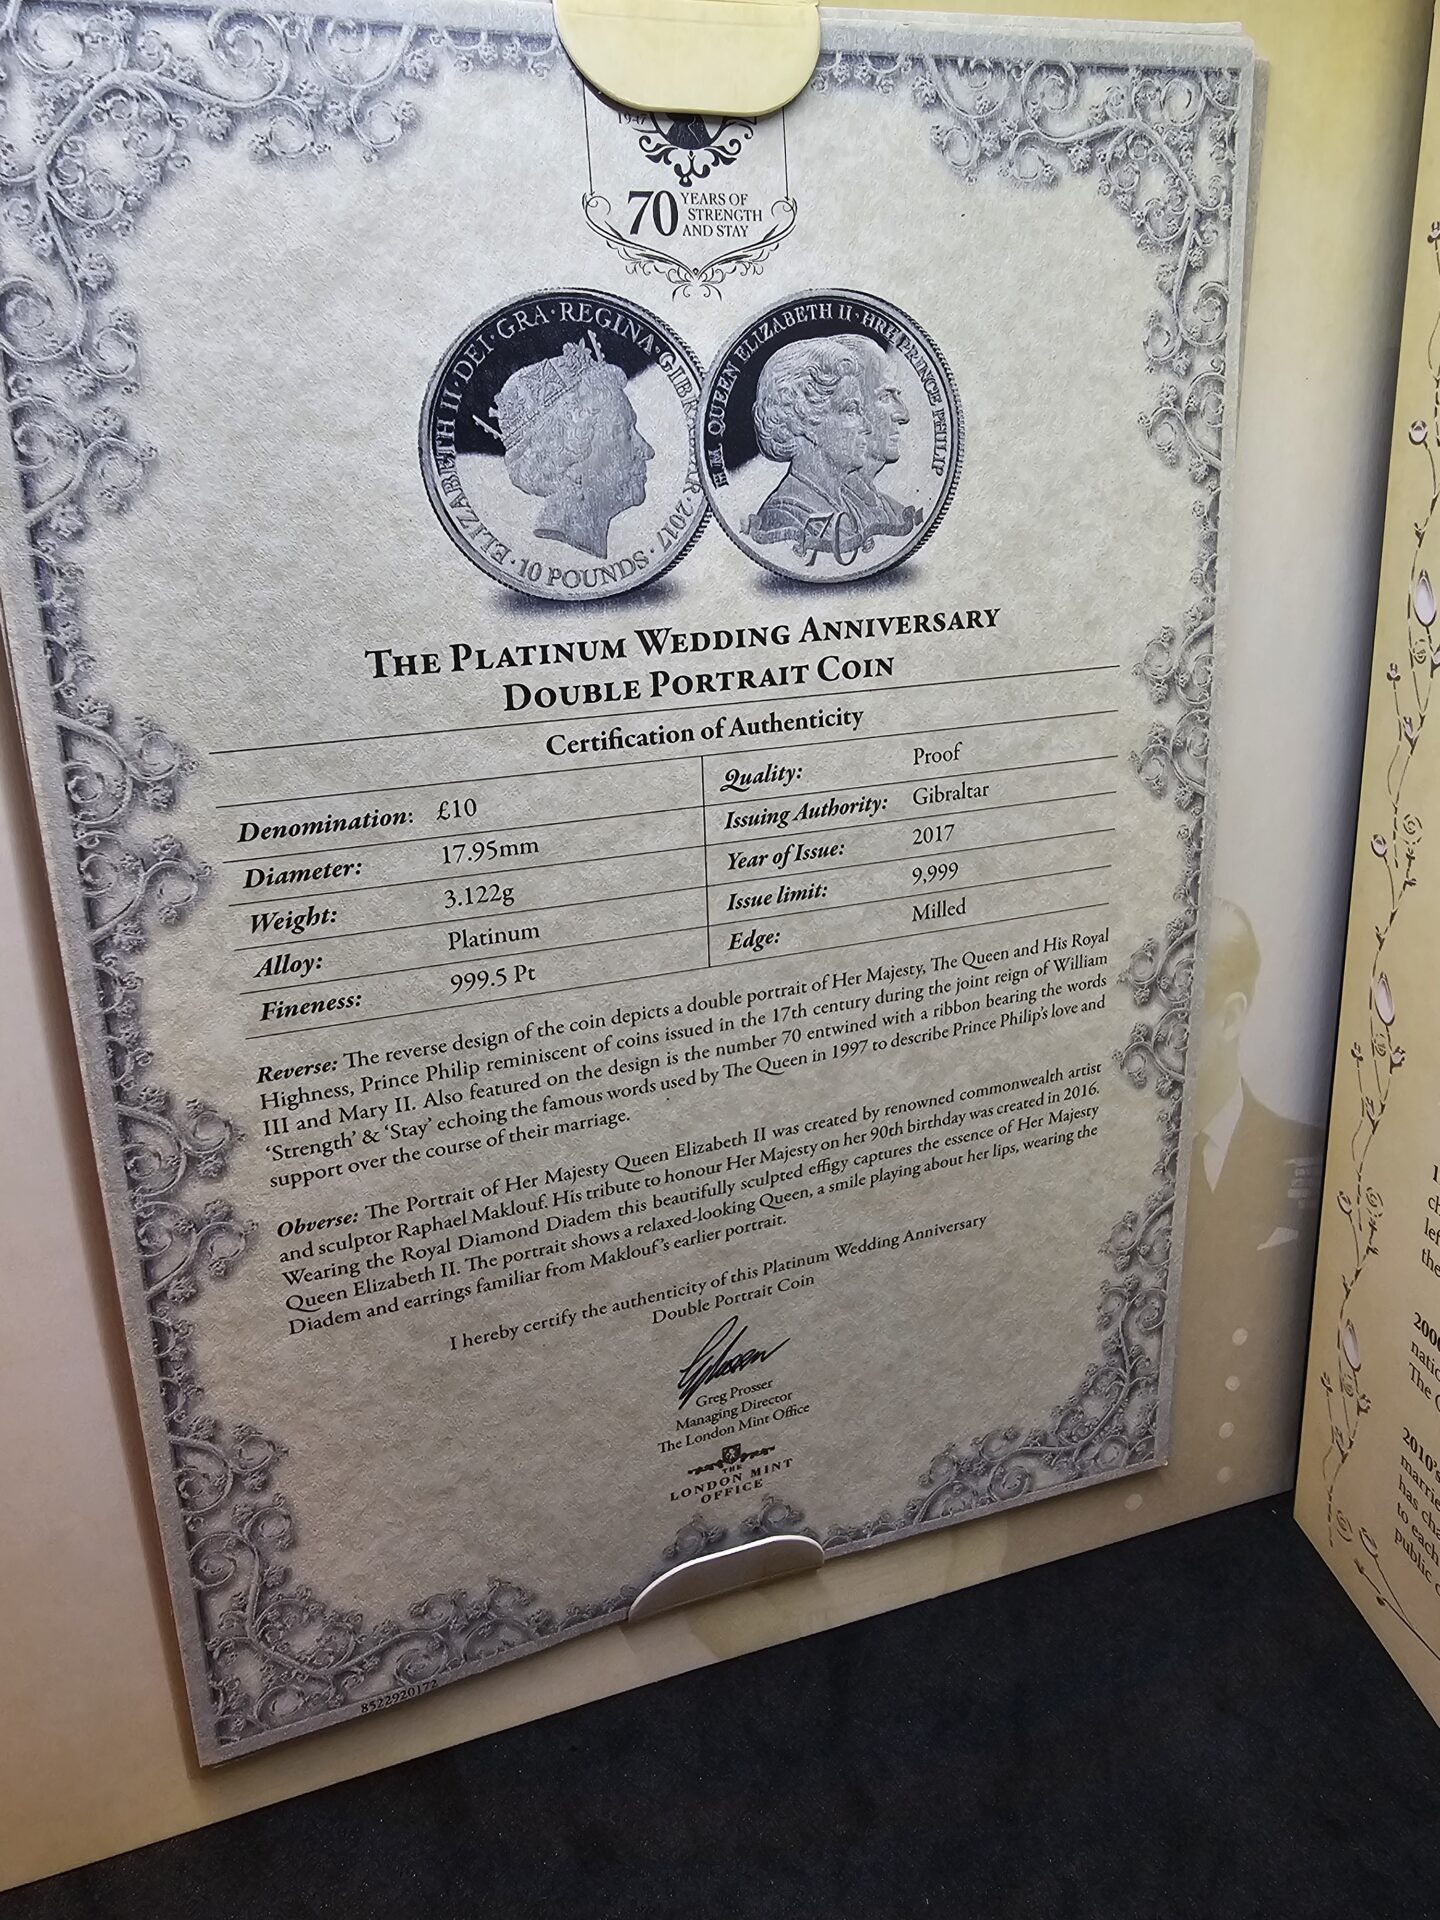 70 YEARS OF
STRENGTH
AND STAY
ELIZABETH II · DEI · GRA · REGINA · GIBRALTAR · 2017
· 10 POUNDS ·
HM QUEEN ELIZABETH II · HRH PRINCE PHILIP
70
THE PLATINUM WEDDING ANNIVERSARY
DOUBLE PORTRAIT COIN
Certification of Authenticity
Denomination: £10
Diameter: 17.95mm
Weight: 3.122g
Alloy: Platinum
Fineness: 999.5 Pt
Quality: Proof
Issuing Authority: Gibraltar
Year of Issue: 2017
Issue limit: 9,999
Edge: Milled
Reverse: The reverse design of the coin depicts a double portrait of Her Majesty, The Queen and His Royal
Highness, Prince Philip reminiscent of coins issued in the 17th century during the joint reign of William
III and Mary II. Also featured on the design is the number 70 entwined with a ribbon bearing the words
‘Strength’ & ‘Stay’ echoing the famous words used by The Queen in 1997 to describe Prince Philip’s love and
support over the course of their marriage.
Obverse: The Portrait of Her Majesty Queen Elizabeth II was created by renowned commonwealth artist
and sculptor Raphael Maklouf. His tribute to honour Her Majesty on her 90th birthday was created in 2016.
Wearing the Royal Diamond Diadem this beautifully sculpted effigy captures the essence of Her Majesty
Queen Elizabeth II. The portrait shows a relaxed-looking Queen, a smile playing about her lips, wearing the
Diadem and earrings familiar from Maklouf’s earlier portrait.
I hereby certify the authenticity of this Platinum Wedding Anniversary
Double Portrait Coin
Greg Prosser
Managing Director
The London Mint Office
THE
LONDON MINT
OFFICE
8522920172
the
The
2010's
has
to each
public